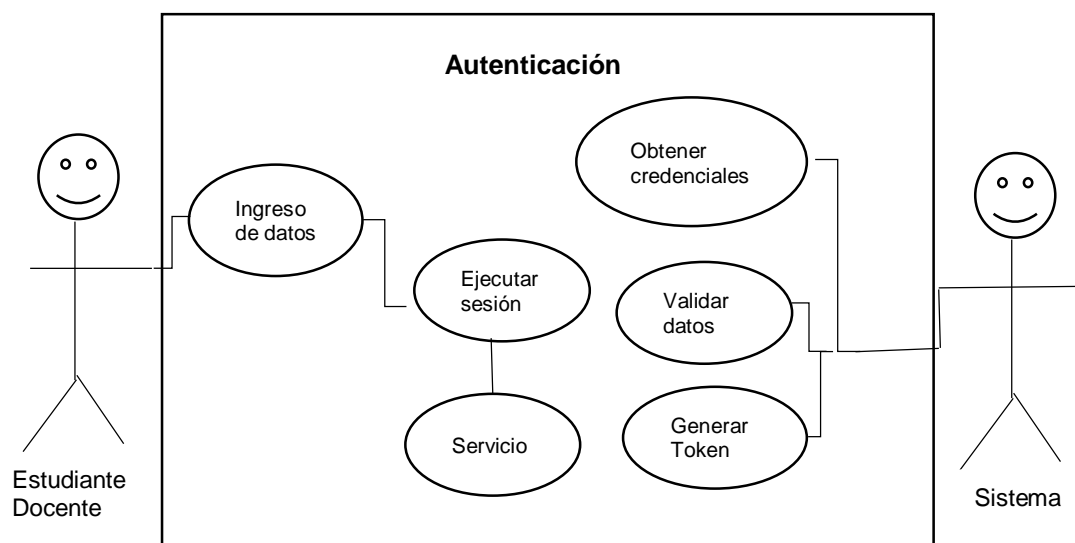 Autenticación
Obtener
credenciales
Ingreso
de datos
Ejecutar
sesión
Validar
datos
Servicio
Generar
Token
Estudiante
Docente
Sistema